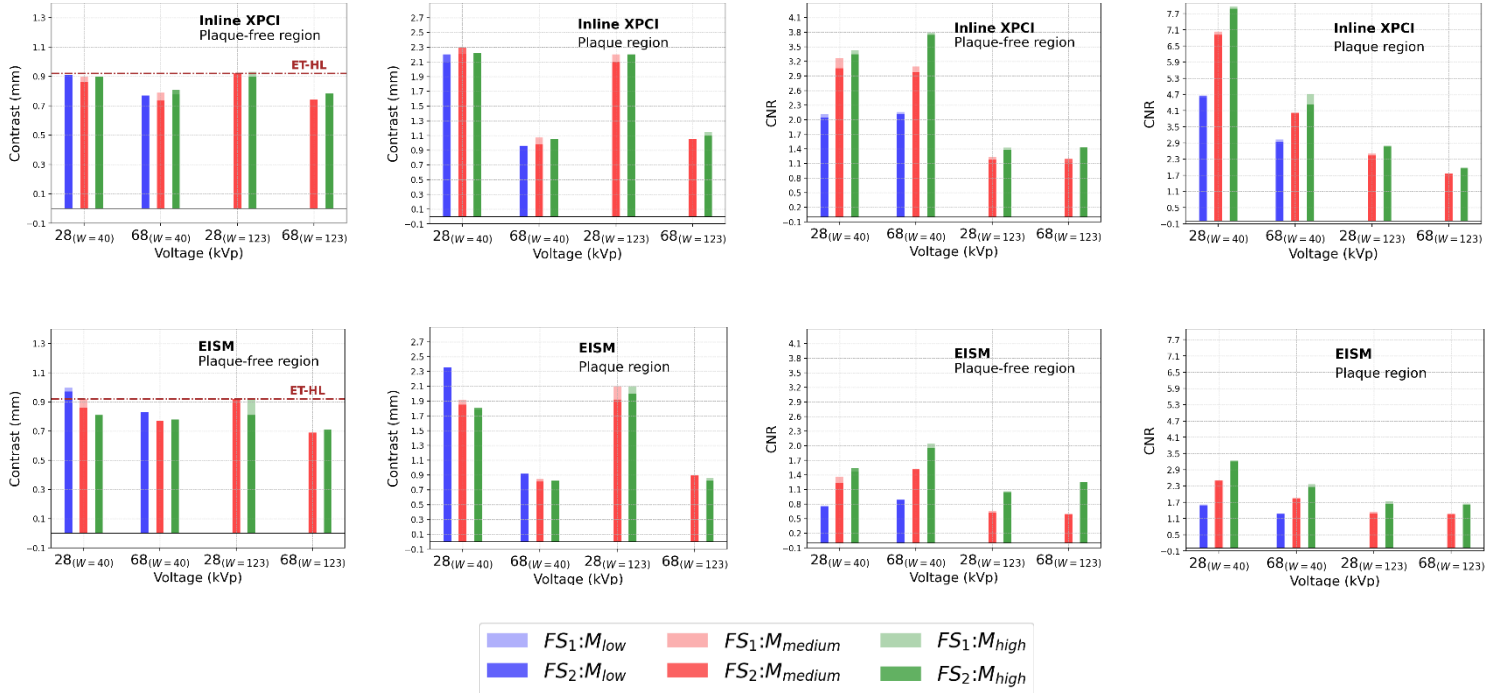 Inline XPCI
Plaque-free region
ET-HL
Contrast (mm)
1.3
1.1
0.9
0.7
0.5
0.3
0.1
−0.1
28(W=40) 68(W=40) 28(W=123) 68(W=123)
Voltage (kVp)
Inline XPCI
Plaque region
Contrast (mm)
2.7
2.5
2.3
2.1
1.9
1.7
1.5
1.3
1.1
0.9
0.7
0.5
0.3
0.1
−0.1
28(W=40) 68(W=40) 28(W=123) 68(W=123)
Voltage (kVp)
Inline XPCI
Plaque-free region
CNR
4.1
3.8
3.5
3.2
2.9
2.6
2.3
2.0
1.7
1.4
1.1
0.8
0.5
0.2
−0.1
28(W=40) 68(W=40) 28(W=123) 68(W=123)
Voltage (kVp)
Inline XPCI
Plaque region
CNR
7.7
7.1
6.5
5.9
5.3
4.7
4.1
3.5
2.9
2.3
1.7
1.1
0.5
−0.1
28(W=40) 68(W=40) 28(W=123) 68(W=123)
Voltage (kVp)
EISM
Plaque-free region
ET-HL
Contrast (mm)
1.3
1.1
0.9
0.7
0.5
0.3
0.1
−0.1
28(W=40) 68(W=40) 28(W=123) 68(W=123)
Voltage (kVp)
EISM
Plaque region
Contrast (mm)
2.7
2.5
2.3
2.1
1.9
1.7
1.5
1.3
1.1
0.9
0.7
0.5
0.3
0.1
−0.1
28(W=40) 68(W=40) 28(W=123) 68(W=123)
Voltage (kVp)
EISM
Plaque-free region
CNR
4.1
3.8
3.5
3.2
2.9
2.6
2.3
2.0
1.7
1.4
1.1
0.8
0.5
0.2
−0.1
28(W=40) 68(W=40) 28(W=123) 68(W=123)
Voltage (kVp)
EISM
Plaque region
CNR
7.7
7.1
6.5
5.9
5.3
4.7
4.1
3.5
2.9
2.3
1.7
1.1
0.5
−0.1
28(W=40) 68(W=40) 28(W=123) 68(W=123)
Voltage (kVp)
FS1:Mlow FS1:Mmedium FS1:Mhigh
FS2:Mlow FS2:Mmedium FS2:Mhigh